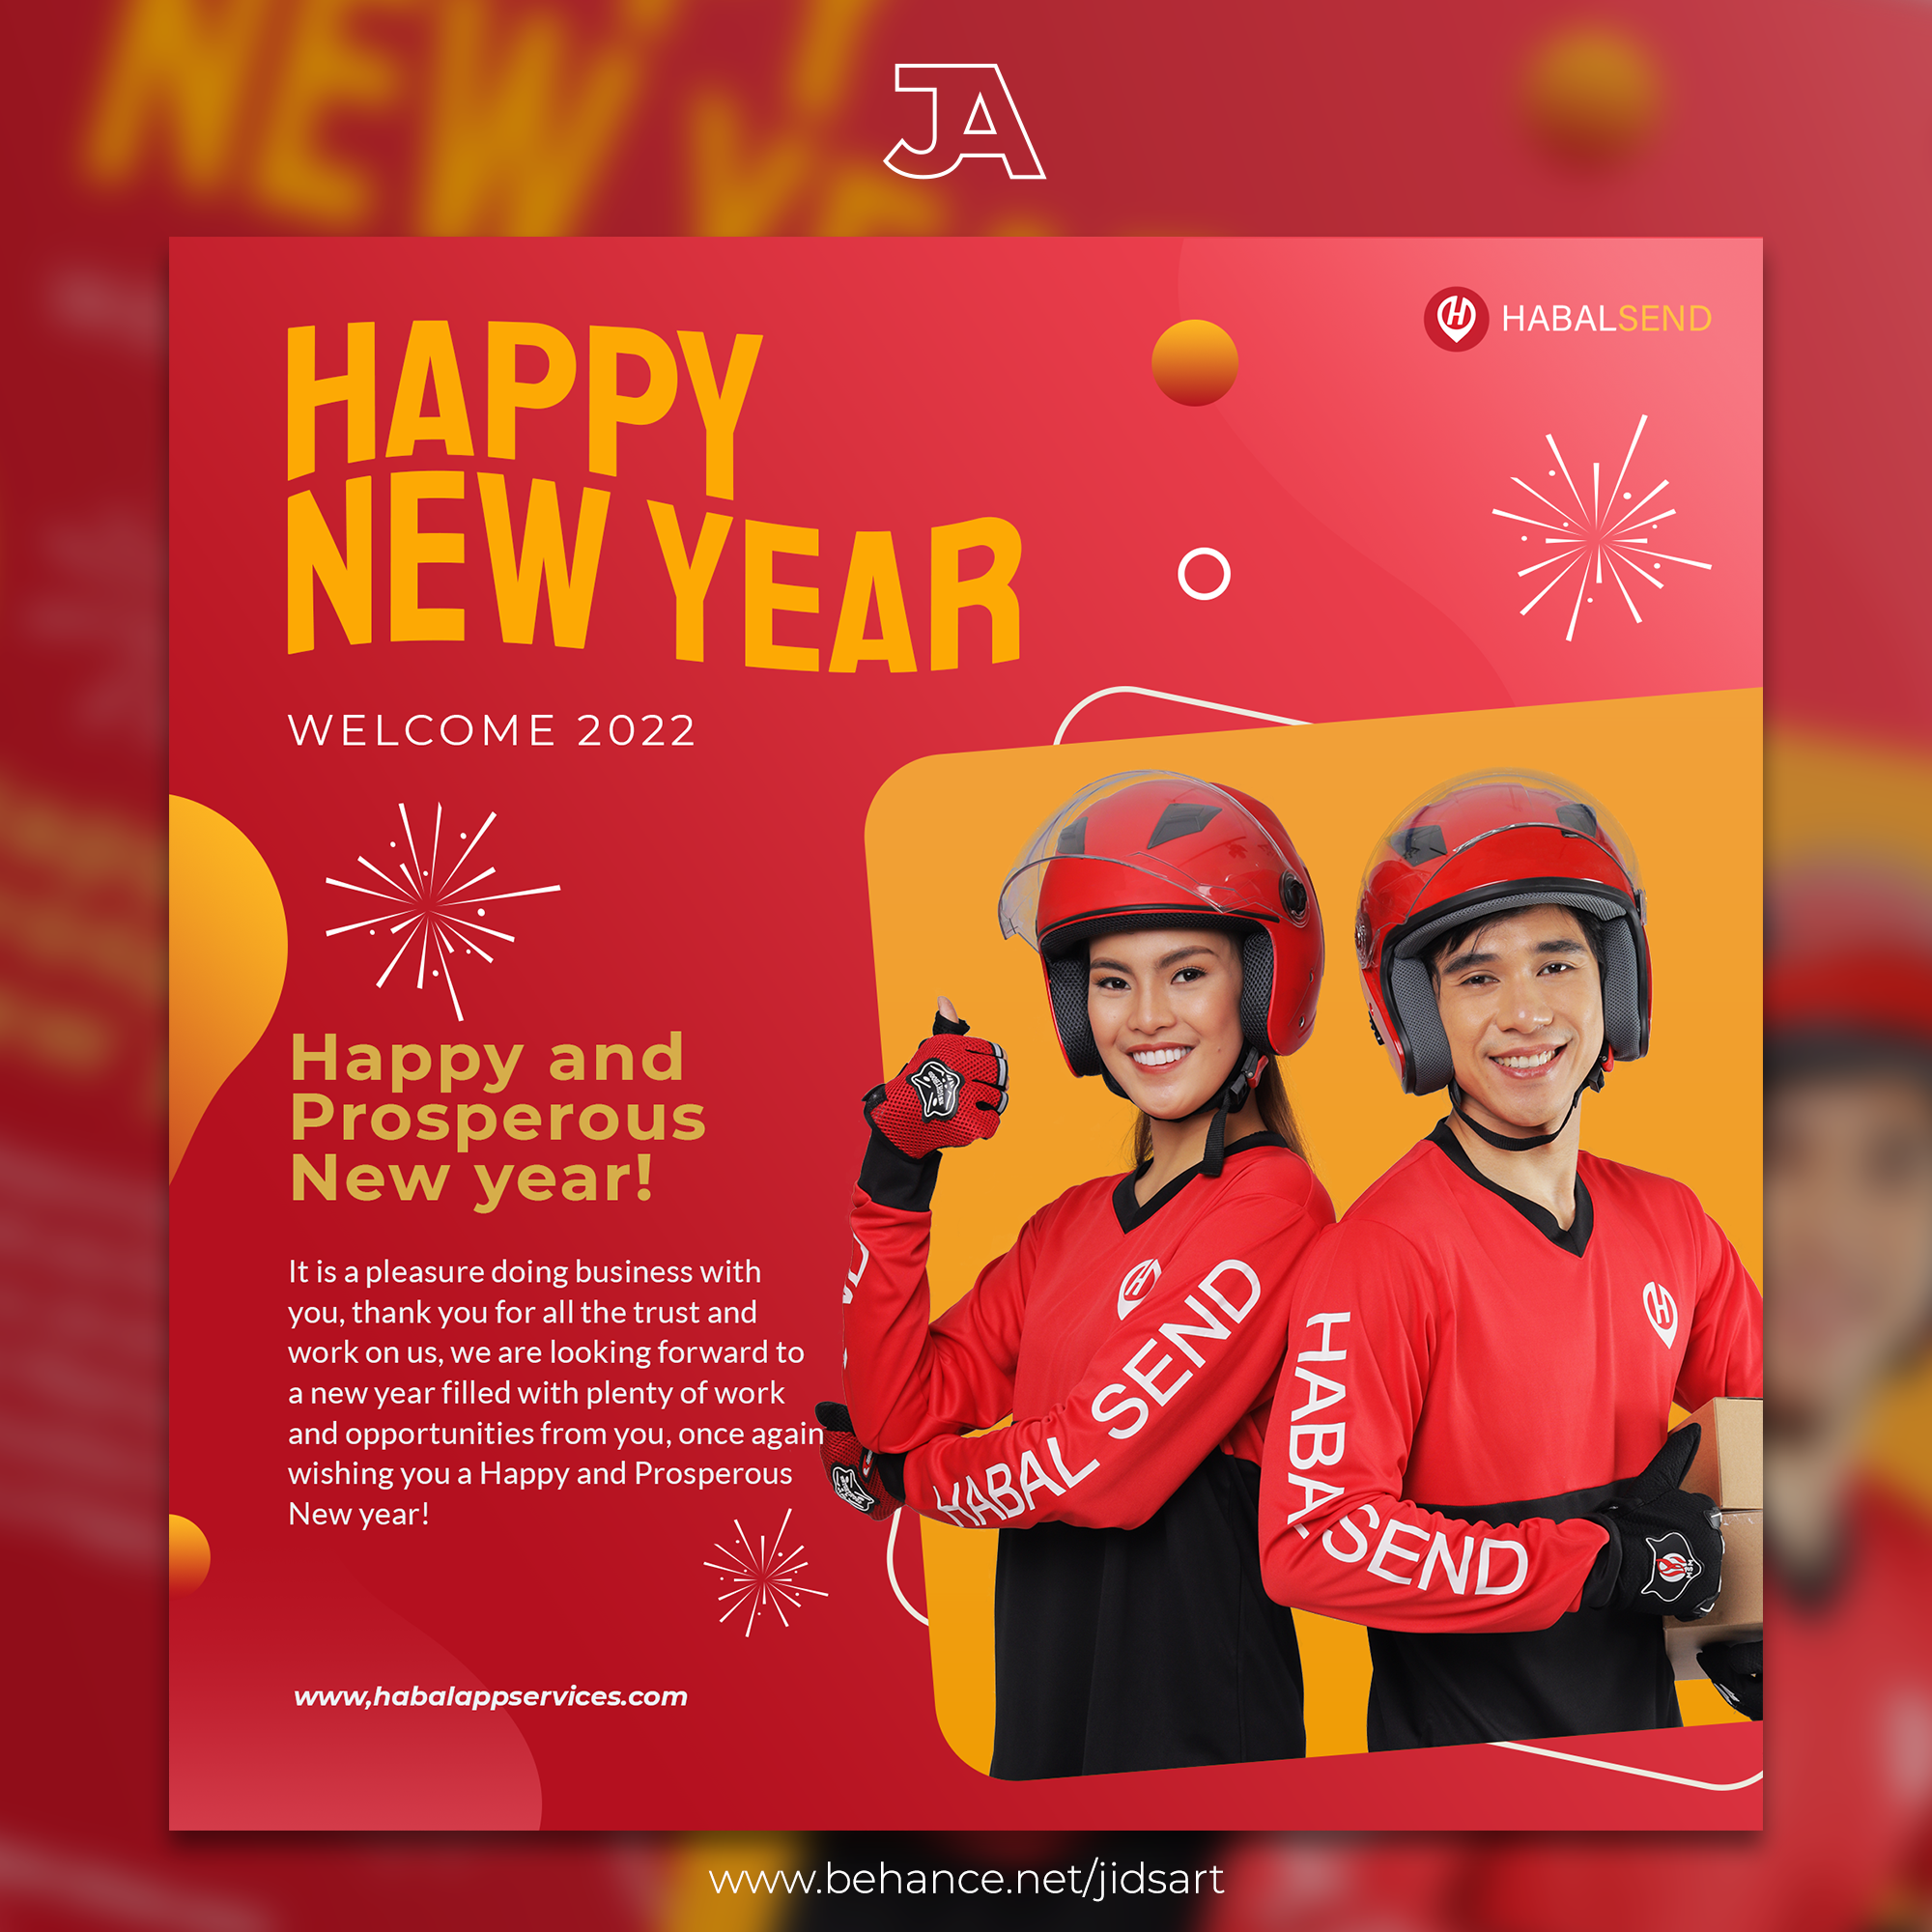 JA
HABALSEND
HAPPY
NEW YEAR
WELCOME 2022
Happy and
Prosperous
New year!
It is a pleasure doing business with
you, thank you for all the trust and
work on us, we are looking forward to
a new year filled with plenty of work
and opportunities from you, once again
wishing you a Happy and Prosperous
New year!
www,habalappservices.com
H
HABAL SEND
H
HABAL SEND
www.behance.net/jidsart